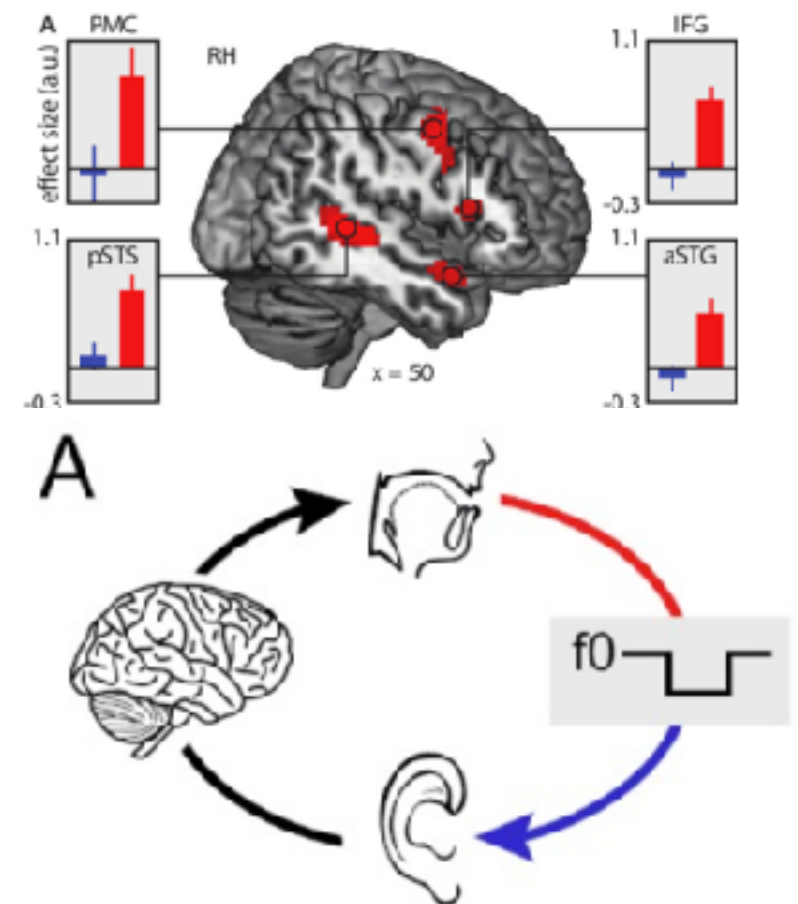 A PMC
RH
effect size (a.u.)
1.1 IFG
-0.3
1.1
pSTS
-0.3
1.1
aSTG
-0.3
x = 50
A
f0